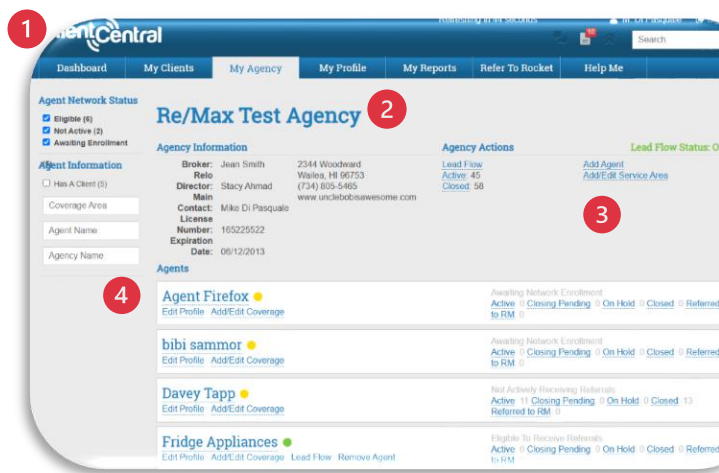 1
Central
Search
Dashboard My Clients My Agency My Profile My Reports Refer To Rocket Help Me
Agent Network Status
Eligible (6)
Not Active (2)
Awaiting Enrollment
Agent Information
Has A Client (5)
Coverage Area
Agent Name
Agency Name
Re/Max Test Agency
2
Agency Information
Broker: Jean Smith
Relo Director: Stacy Ahmad
Main Contact: Mike Di Pasquale
License Number: 165225522
Expiration Date: 06/12/2013
2344 Woodward
Wailea, HI 96753
(734) 805-5465
www.unclebobisawesome.com
Agency Actions
Lead Flow
Active: 45
Closed: 58
Lead Flow Status: O
Add Agent
Add/Edit Service Area
3
4
Agents
Agent Firefox
Edit Profile Add/Edit Coverage
Awaiting Network Enrollment
Active 0 Closing Pending 0 On Hold 0 Closed 0 Referred
to RM 0
bibi sammor
Edit Profile Add/Edit Coverage
Awaiting Network Enrollment
Active 0 Closing Pending 0 On Hold 0 Closed 0 Referred
to RM 0
Davey Tapp
Edit Profile Add/Edit Coverage
Not Actively Receiving Referrals
Active 11 Closing Pending 0 On Hold 0 Closed 13
Referred to RM 0
Fridge Appliances
Edit Profile Add/Edit Coverage Lead Flow Remove Agent
Eligible To Receive Referrals
Active 0 Closing Pending 0 On Hold 0 Closed 0 Referred
to RM